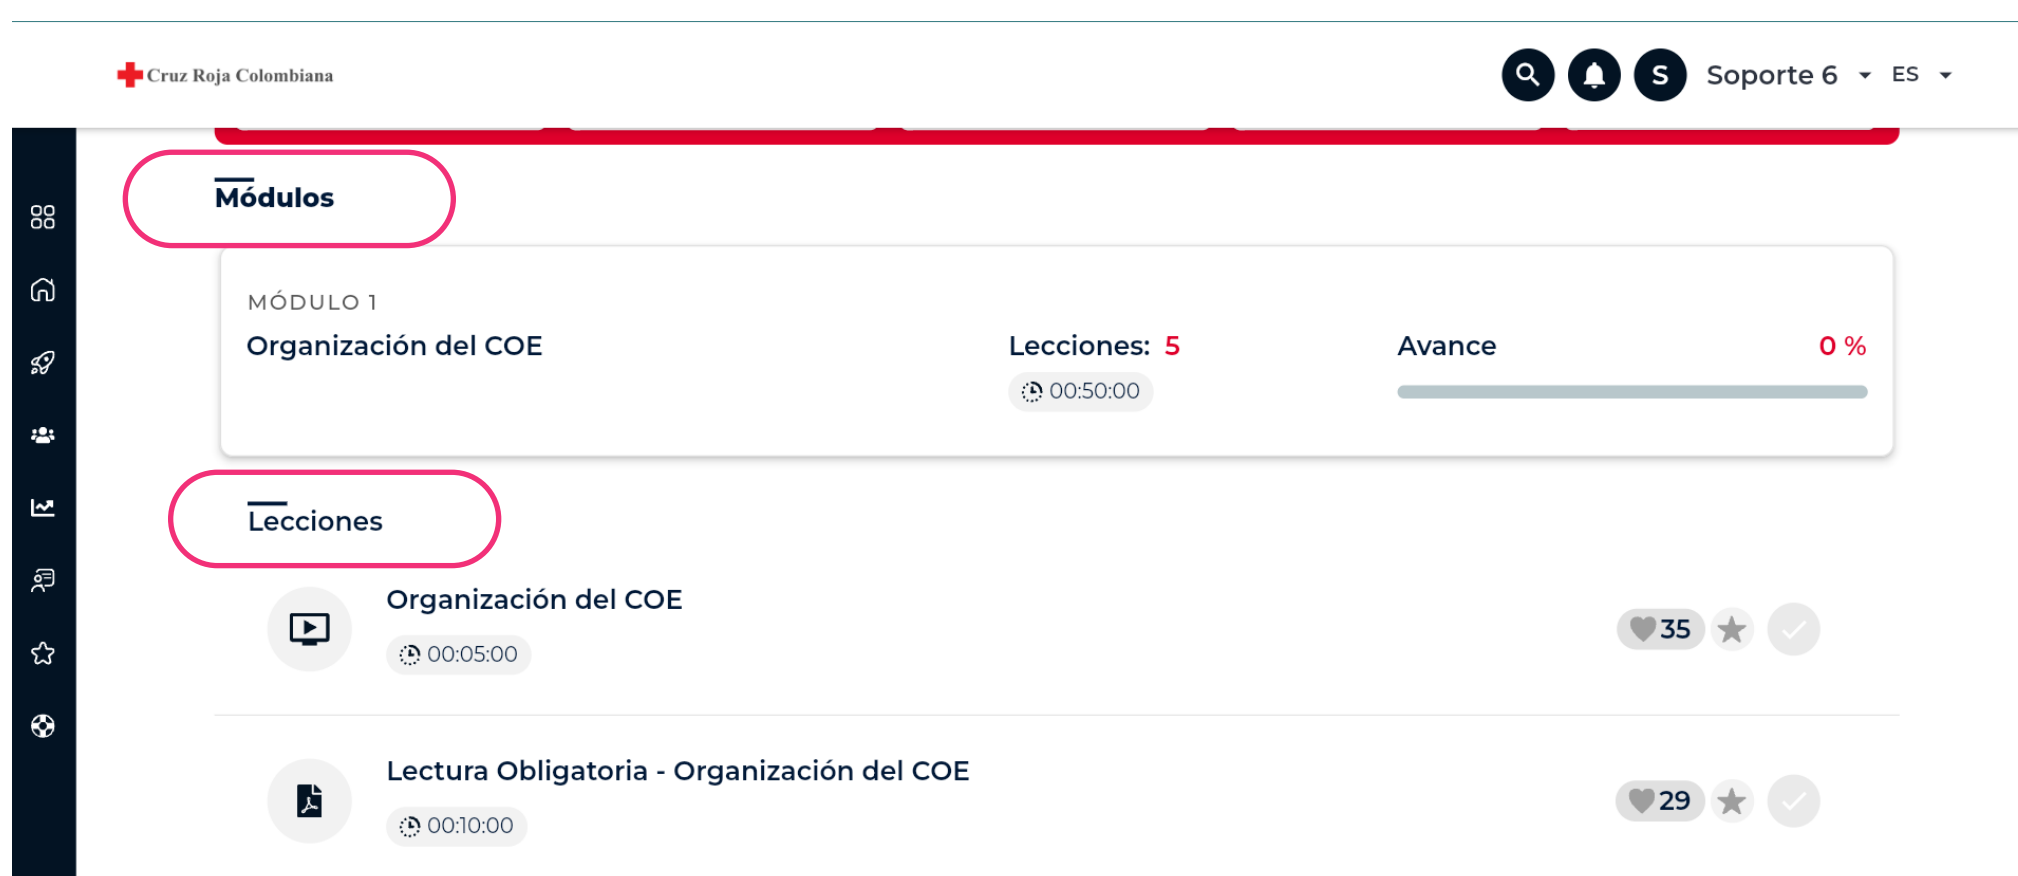 Cruz Roja Colombiana
S Soporte 6 ES
Módulos
MÓDULO 1
Organización del COE
Lecciones: 5
00:50:00
Avance 0 %
Lecciones
Organización del COE
00:05:00
35
Lectura Obligatoria - Organización del COE
00:10:00
29